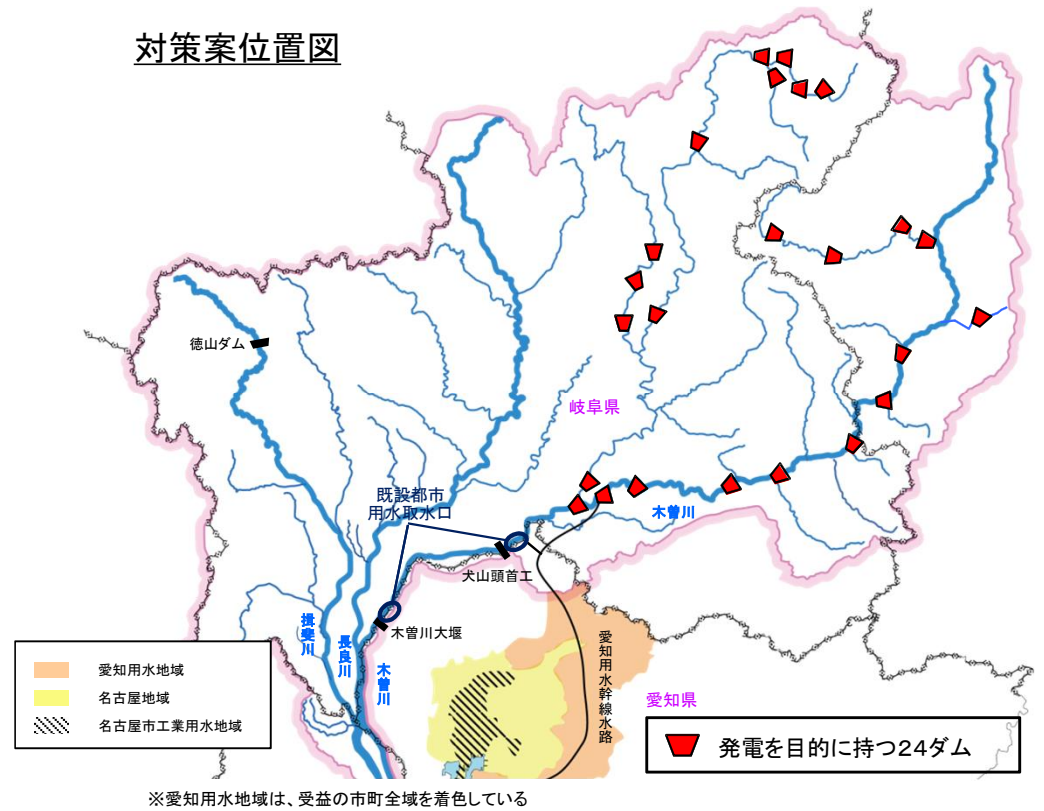 対策案位置図
徳山ダム
岐阜県
既設都市
用水取水口
木曽川
犬山頭首工
木曽川大堰
揖斐川
長良川
木曽川
愛知用水幹線水路
愛知県
愛知用水地域
名古屋地域
名古屋市工業用水地域
発電を目的に持つ24ダム
※愛知用水地域は、受益の市町全域を着色している